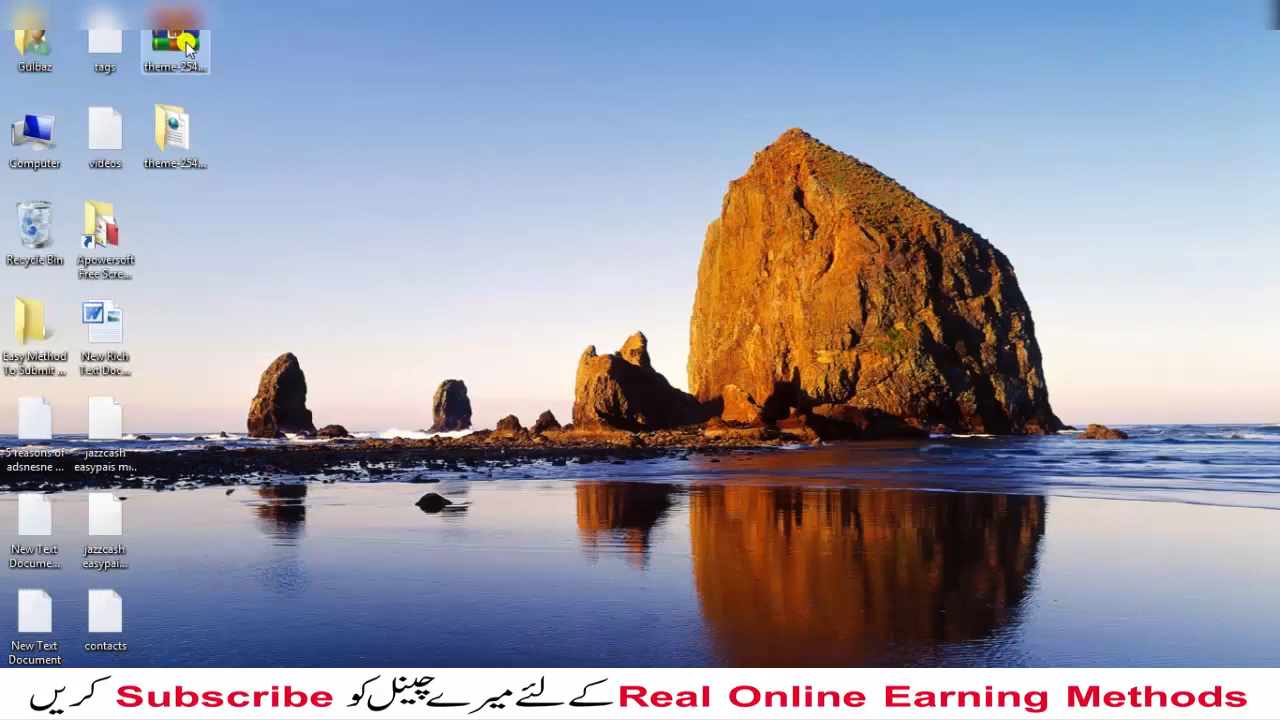 Gulbaz
tags
theme-254...
Computer
videos
theme-254...
Recycle Bin
Apowersoft
Free Scre...
Easy Method
To Submit ...
New Rich
Text Doc...
5 reasons of
adsnesne ...
jazzcash
easypais mi...
New Text
Docume...
jazzcash
easypai...
New Text
Document
contacts
Real Online Earning Methods کے لئے میرے چینل کو Subscribe کریں